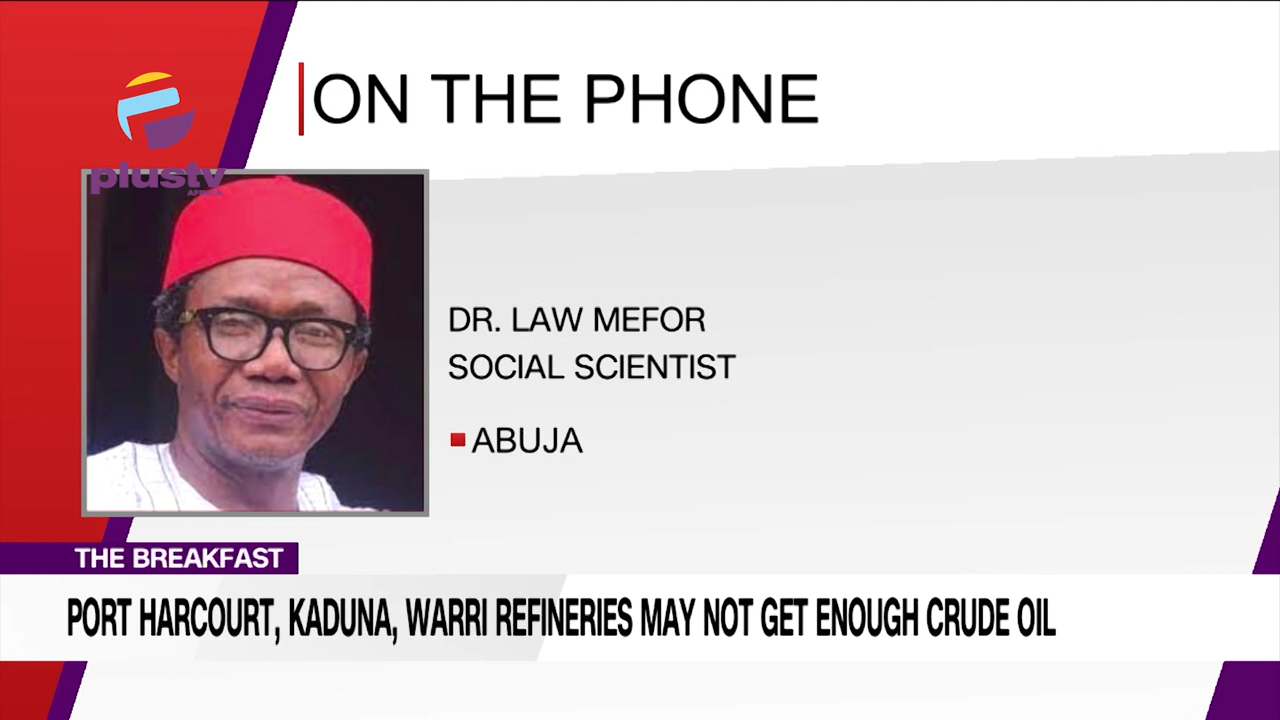 ON THE PHONE
plustv
AFRICA
DR. LAW MEFOR
SOCIAL SCIENTIST
ABUJA
THE BREAKFAST
PORT HARCOURT, KADUNA, WARRI REFINERIES MAY NOT GET ENOUGH CRUDE OIL